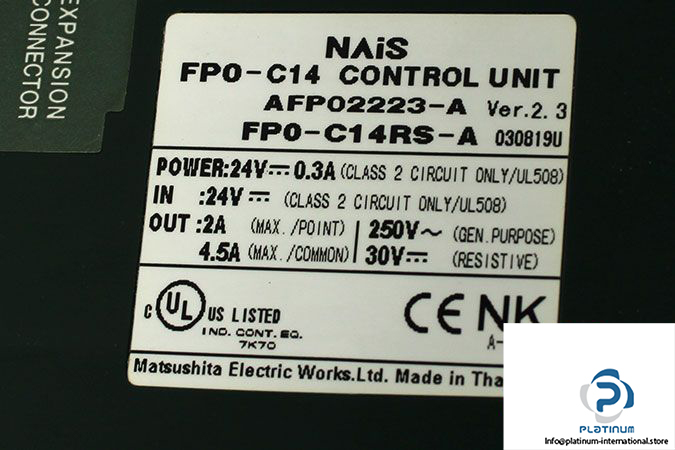 EXPANSION
CONNECTOR
NAiS
FP0-C14 CONTROL UNIT
AFP02223-A Ver.2.3
FP0-C14RS-A 030819U
POWER:24V⎓0.3A (CLASS 2 CIRCUIT ONLY/UL508)
IN :24V⎓ (CLASS 2 CIRCUIT ONLY/UL508)
OUT :2A (MAX./POINT) 250V~ (GEN.PURPOSE)
4.5A (MAX./COMMON) 30V⎓ (RESISTIVE)
C UL US LISTED
IND. CONT. EQ.
7K70
CE NK
A-
Matsushita Electric Works.Ltd. Made in
PLATINUM
Info@platinum-international.store